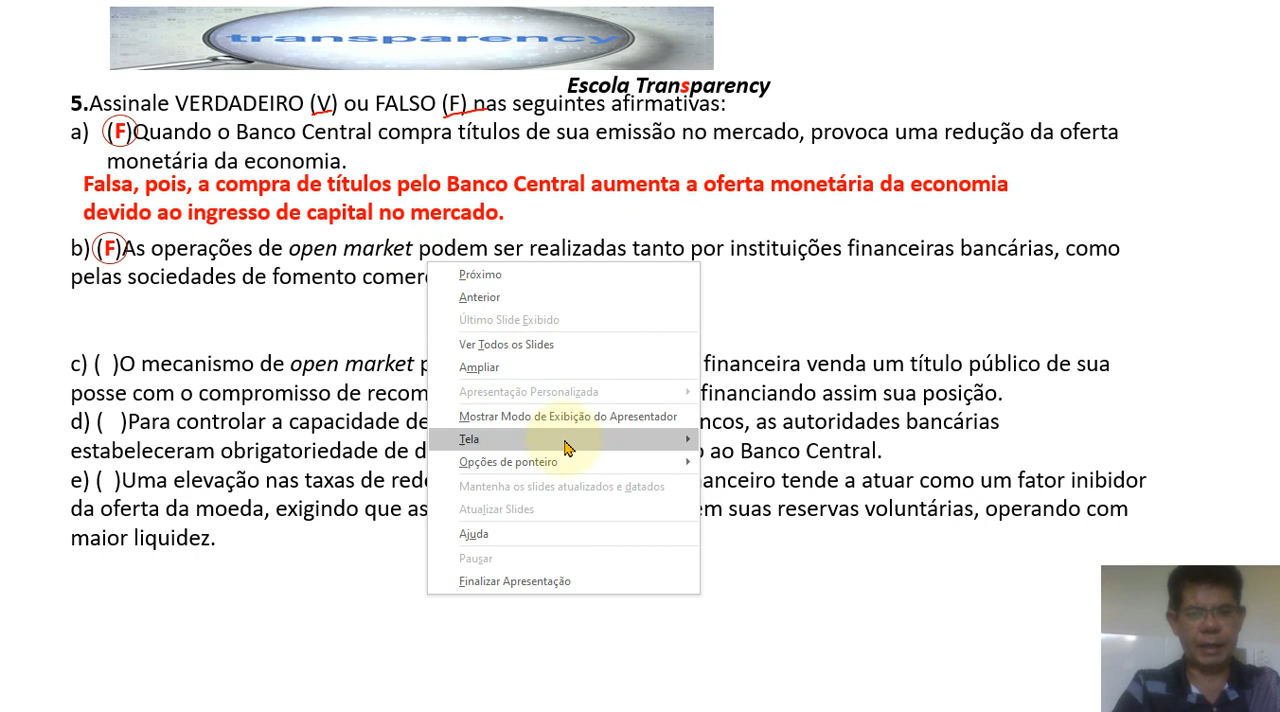 transparency
Escola Transparency
5.Assinale VERDADEIRO (V) ou FALSO (F) nas seguintes afirmativas:
a) (F)Quando o Banco Central compra títulos de sua emissão no mercado, provoca uma redução da oferta
monetária da economia.
Falsa, pois, a compra de títulos pelo Banco Central aumenta a oferta monetária da economia
devido ao ingresso de capital no mercado.
b) (F)As operações de open market podem ser realizadas tanto por instituições financeiras bancárias, como
pelas sociedades de fomento
c) ( )O mecanismo de open market financeira venda um título público de sua
posse com o compromisso de financiando assim sua posição.
d) ( )Para controlar a capacidade de as autoridades bancárias
estabeleceram obrigatoriedade de ao Banco Central.
e) ( )Uma elevação nas taxas de tende a atuar como um fator inibidor
da oferta da moeda, exigindo que suas reservas voluntárias, operando com
maior liquidez.
Próximo
Anterior
Último Slide Exibido
Ver Todos os Slides
Ampliar
Apresentação Personalizada
Mostrar Modo de Exibição do Apresentador
Tela
Opções de ponteiro
Mantenha os slides atualizados e datados
Atualizar Slides
Ajuda
Pausar
Finalizar Apresentação